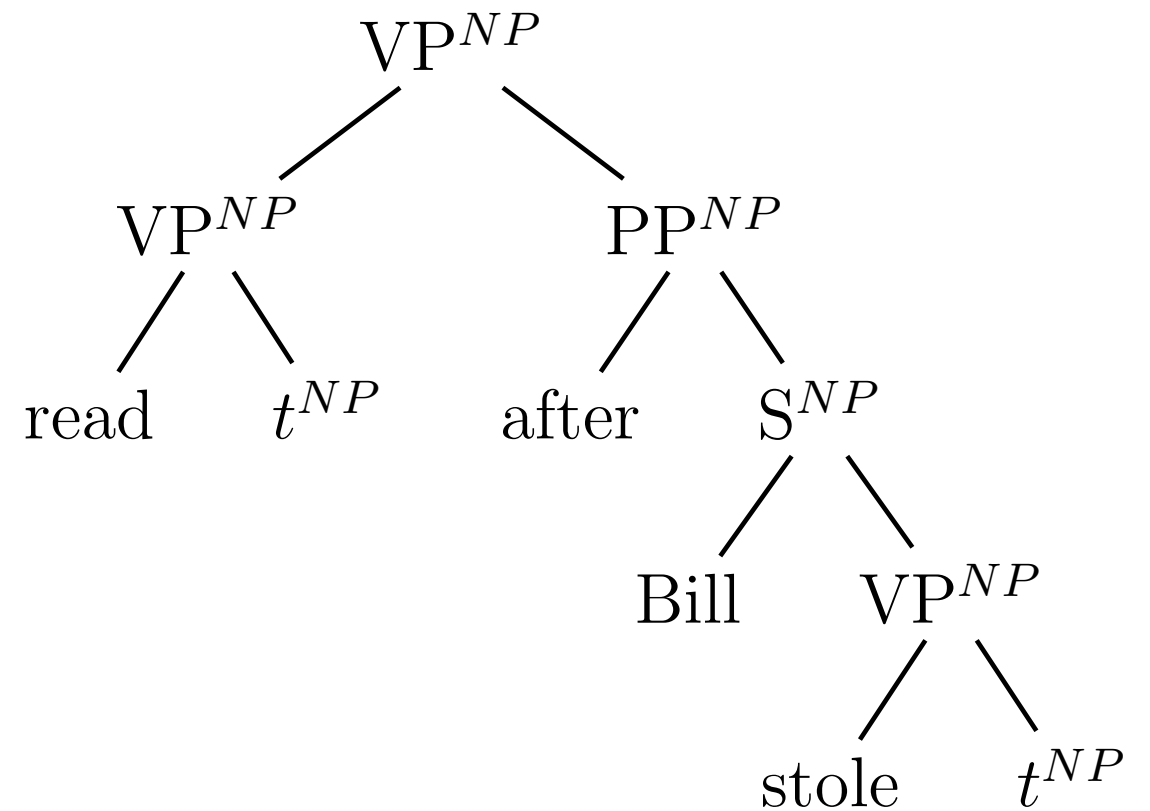 VP^{NP}
VP^{NP} PP^{NP}
read t^{NP} after S^{NP}
Bill VP^{NP}
stole t^{NP}